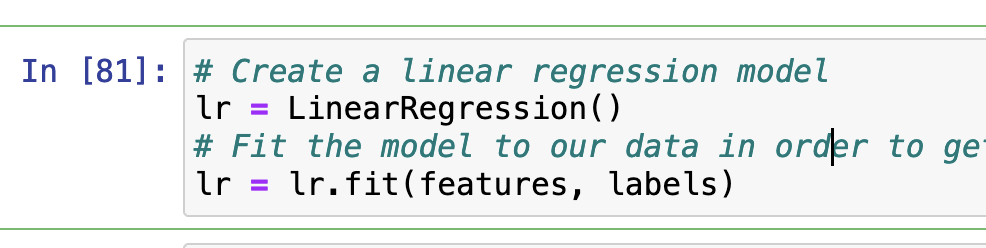 In [81]:
# Create a linear regression model
lr = LinearRegression()
# Fit the model to our data in order to get
lr = lr.fit(features, labels)